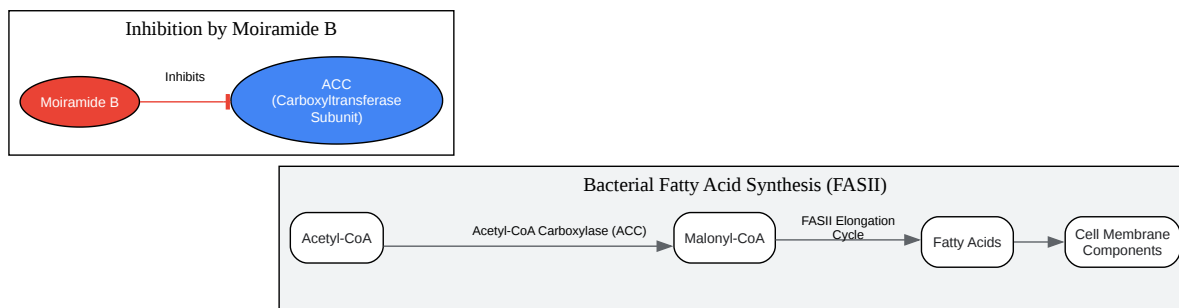 Inhibition by Moiramide B
Inhibits
Moiramide B
ACC
(Carboxyltransferase
Subunit)
Bacterial Fatty Acid Synthesis (FASII)
Acetyl-CoA
Acetyl-CoA Carboxylase (ACC)
Malonyl-CoA
FASII Elongation
Cycle
Fatty Acids
Cell Membrane
Components